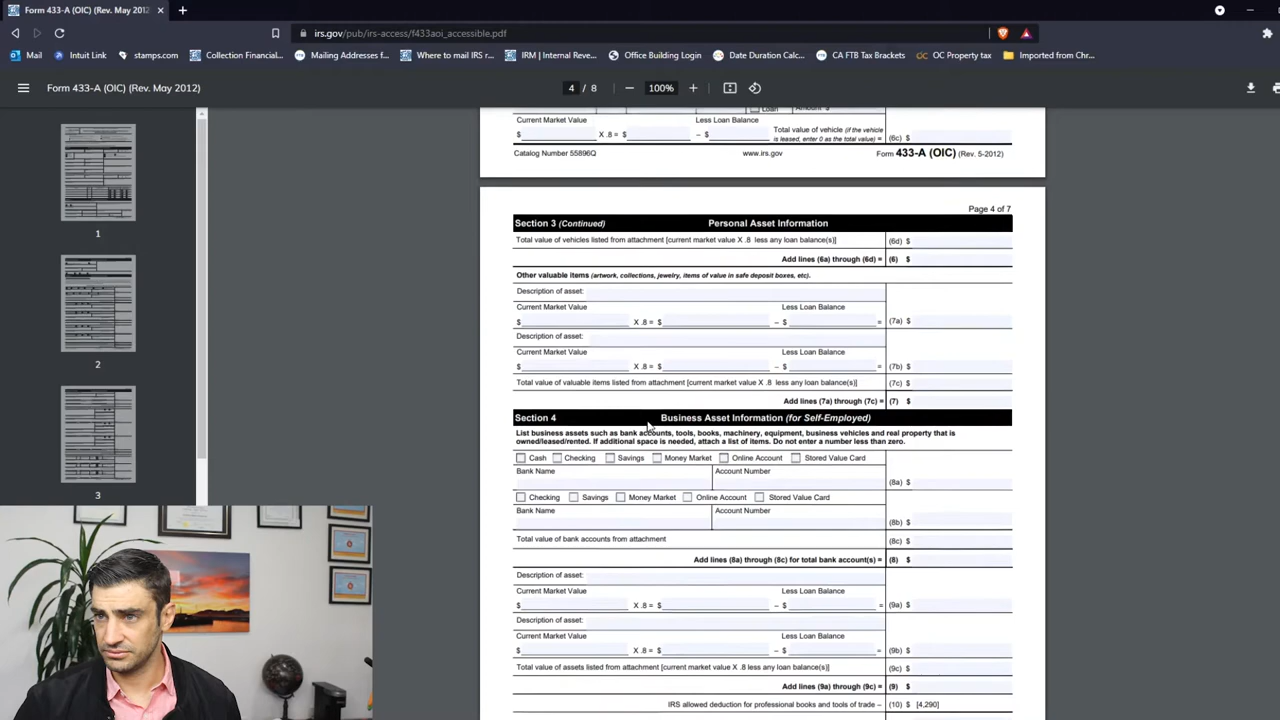 Form 433-A (OIC) (Rev. May 2012)
irs.gov/pub/irs-access/f433aoi_accessible.pdf
Mail Intuit Link stamps.com Collection Financial... Mailing Addresses f... Where to mail IRS r... IRM | Internal Reve... Office Building Login Date Duration Calc... CA FTB Tax Brackets OC Property tax Imported from Chr...
Form 433-A (OIC) (Rev. May 2012) 4 / 8 100%
Loan Amount $
Current Market Value Less Loan Balance
$ X .8 = $ – $ Total value of vehicle (if the vehicle is leased, enter 0 as the total value) = (6c) $
Catalog Number 55896Q www.irs.gov Form 433-A (OIC) (Rev. 5-2012)
Page 4 of 7
Section 3 (Continued) Personal Asset Information
Total value of vehicles listed from attachment [current market value X .8 less any loan balance(s)] (6d) $
Add lines (6a) through (6d) = (6) $
Other valuable items (artwork, collections, jewelry, items of value in safe deposit boxes, etc).
Description of asset:
Current Market Value Less Loan Balance
$ X .8 = $ – $ = (7a) $
Description of asset:
Current Market Value Less Loan Balance
$ X .8 = $ – $ = (7b) $
Total value of valuable items listed from attachment [current market value X .8 less any loan balance(s)] (7c) $
Add lines (7a) through (7c) = (7) $
Section 4 Business Asset Information (for Self-Employed)
List business assets such as bank accounts, tools, books, machinery, equipment, business vehicles and real property that is
owned/leased/rented. If additional space is needed, attach a list of items. Do not enter a number less than zero.
Cash Checking Savings Money Market Online Account Stored Value Card
Bank Name Account Number
(8a) $
Checking Savings Money Market Online Account Stored Value Card
Bank Name Account Number
(8b) $
Total value of bank accounts from attachment (8c) $
Add lines (8a) through (8c) for total bank account(s) = (8) $
Description of asset:
Current Market Value Less Loan Balance
$ X .8 = $ – $ = (9a) $
Description of asset:
Current Market Value Less Loan Balance
$ X .8 = $ – $ = (9b) $
Total value of assets listed from attachment [current market value X .8 less any loan balance(s)] (9c) $
Add lines (9a) through (9c) = (9) $
IRS allowed deduction for professional books and tools of trade – (10) $ [4,290]
1
2
3